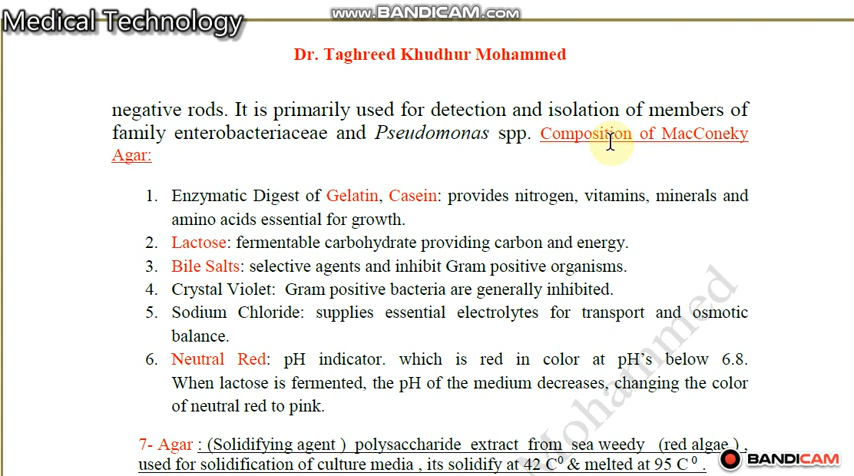 Medical Technology
www.BANDICAM.com
Dr. Taghreed Khudhur Mohammed
negative rods. It is primarily used for detection and isolation of members of
family enterobacteriaceae and Pseudomonas spp. Composition of MacConeky
Agar:
1. Enzymatic Digest of Gelatin, Casein: provides nitrogen, vitamins, minerals and
amino acids essential for growth.
2. Lactose: fermentable carbohydrate providing carbon and energy.
3. Bile Salts: selective agents and inhibit Gram positive organisms.
4. Crystal Violet: Gram positive bacteria are generally inhibited.
5. Sodium Chloride: supplies essential electrolytes for transport and osmotic
balance.
6. Neutral Red: pH indicator. which is red in color at pH's below 6.8.
When lactose is fermented, the pH of the medium decreases, changing the color
of neutral red to pink.
7- Agar : (Solidifying agent ) polysaccharide extract from sea weedy (red algae ) ,
used for solidification of culture media , its solidify at 42 C⁰ & melted at 95 C ⁰ .
Mohammed
BANDICAM